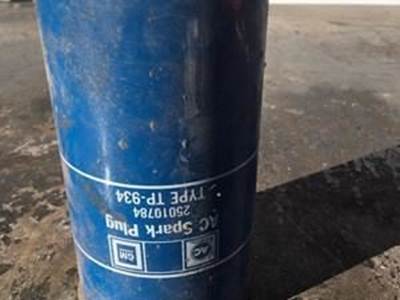 AC GM
AC Spark Plug
25010784
TYPE TP-934